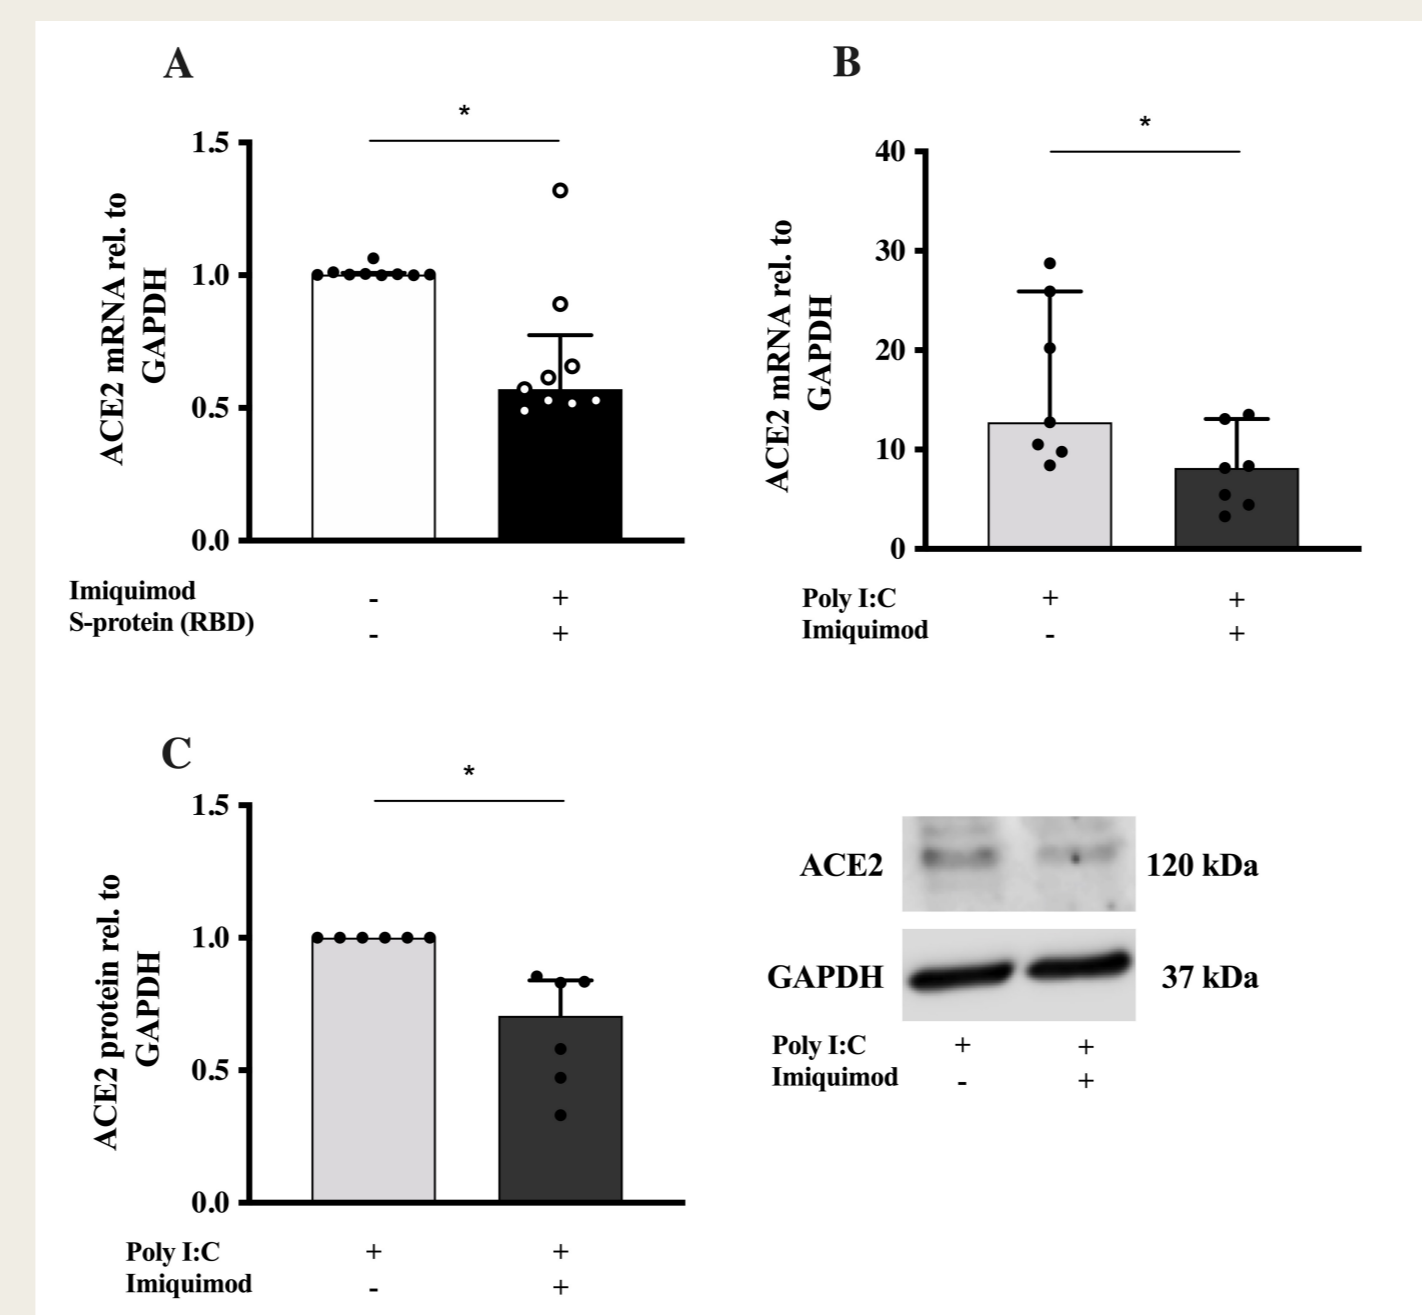 A
*
ACE2 mRNA rel. to
GAPDH
1.5
1.0
0.5
0.0
Imiquimod - +
S-protein (RBD) - +
B
*
ACE2 mRNA rel. to
GAPDH
40
30
20
10
0
Poly I:C + +
Imiquimod - +
C
*
ACE2 protein rel. to
GAPDH
1.5
1.0
0.5
0.0
Poly I:C + +
Imiquimod - +
ACE2 120 kDa
GAPDH 37 kDa
Poly I:C + +
Imiquimod - +